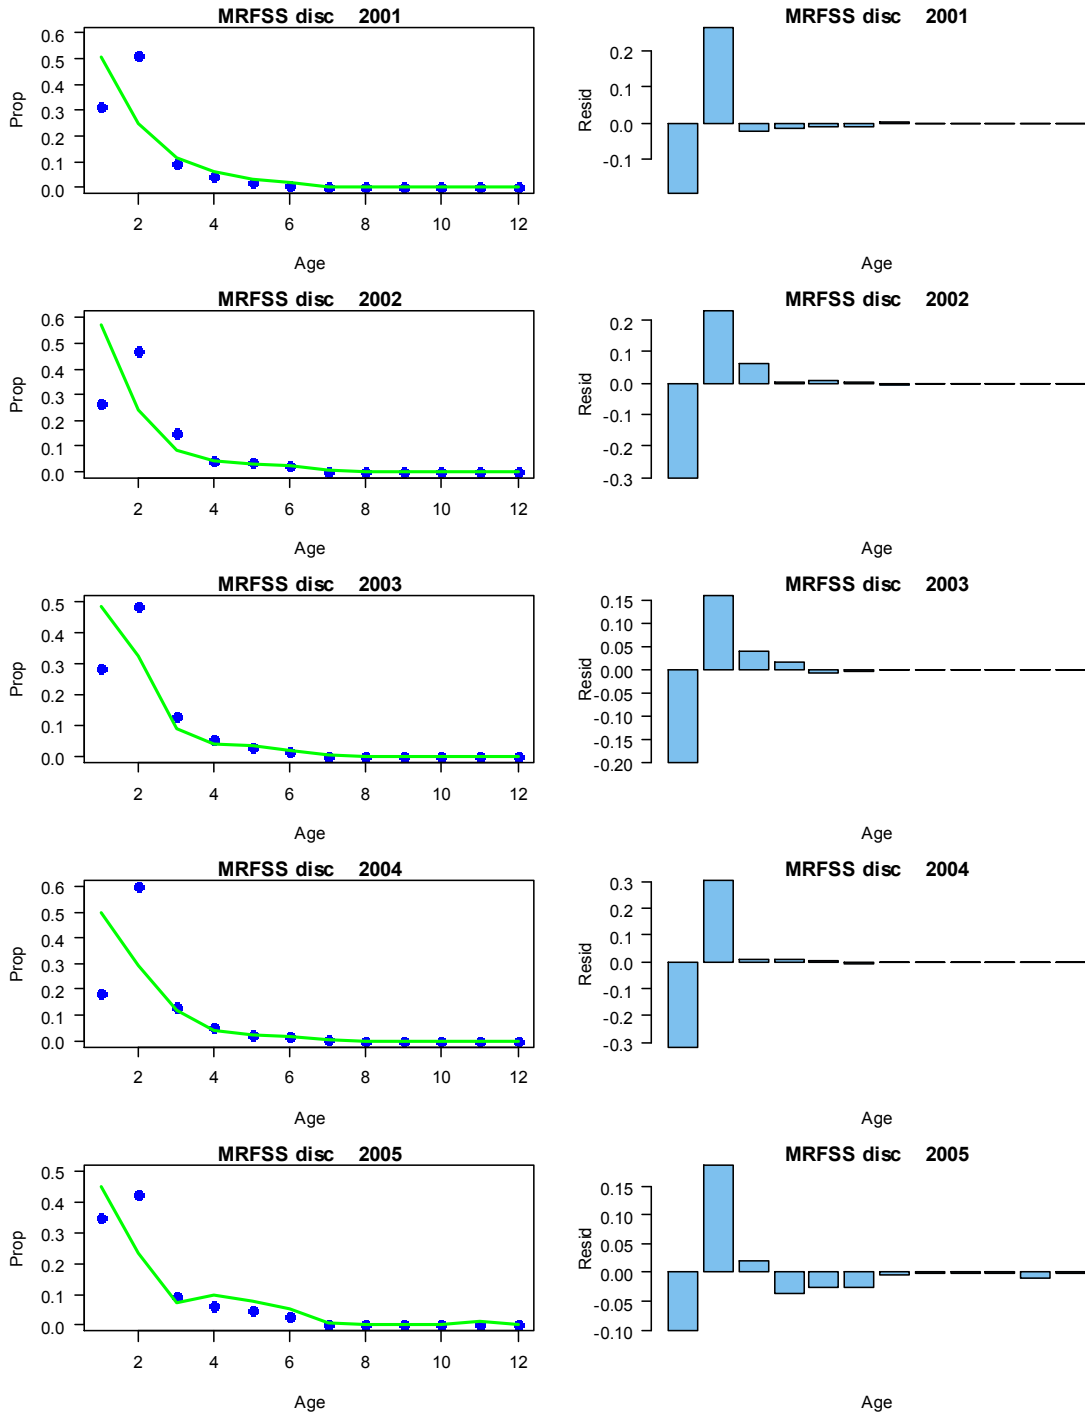 MRFSS disc 2001
Prop
0.6
0.5
0.4
0.3
0.2
0.1
0.0
2 4 6 8 10 12
Age
MRFSS disc 2001
Resid
0.2
0.1
0.0
-0.1
Age
MRFSS disc 2002
Prop
0.6
0.5
0.4
0.3
0.2
0.1
0.0
2 4 6 8 10 12
Age
MRFSS disc 2002
Resid
0.2
0.1
0.0
-0.1
-0.2
-0.3
Age
MRFSS disc 2003
Prop
0.5
0.4
0.3
0.2
0.1
0.0
2 4 6 8 10 12
Age
MRFSS disc 2003
Resid
0.15
0.10
0.05
0.00
-0.05
-0.10
-0.15
-0.20
Age
MRFSS disc 2004
Prop
0.6
0.5
0.4
0.3
0.2
0.1
0.0
2 4 6 8 10 12
Age
MRFSS disc 2004
Resid
0.3
0.2
0.1
0.0
-0.1
-0.2
-0.3
Age
MRFSS disc 2005
Prop
0.5
0.4
0.3
0.2
0.1
0.0
2 4 6 8 10 12
Age
MRFSS disc 2005
Resid
0.15
0.10
0.05
0.00
-0.05
-0.10
Age